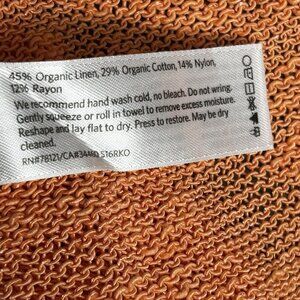 45% Organic Linen, 29% Organic Cotton, 14% Nylon,
12% Rayon
We recommend hand wash cold, no bleach. Do not wring.
Gently squeeze or roll in towel to remove excess moisture.
Reshape and lay flat to dry. Press to restore. May be dry
cleaned.
RN#78121/CA#34460 S16RKO